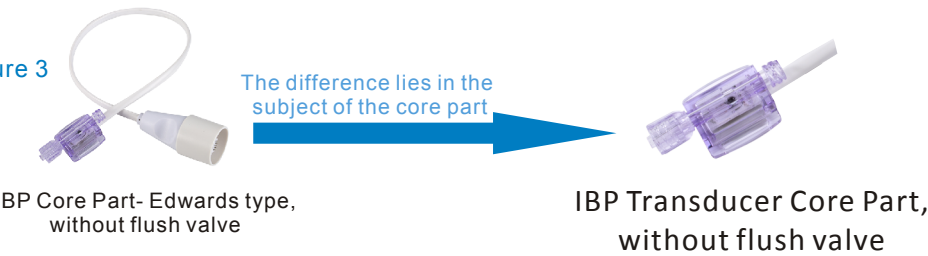 ure 3
The difference lies in the
subject of the core part
BP Core Part- Edwards type,
without flush valve
IBP Transducer Core Part,
without flush valve